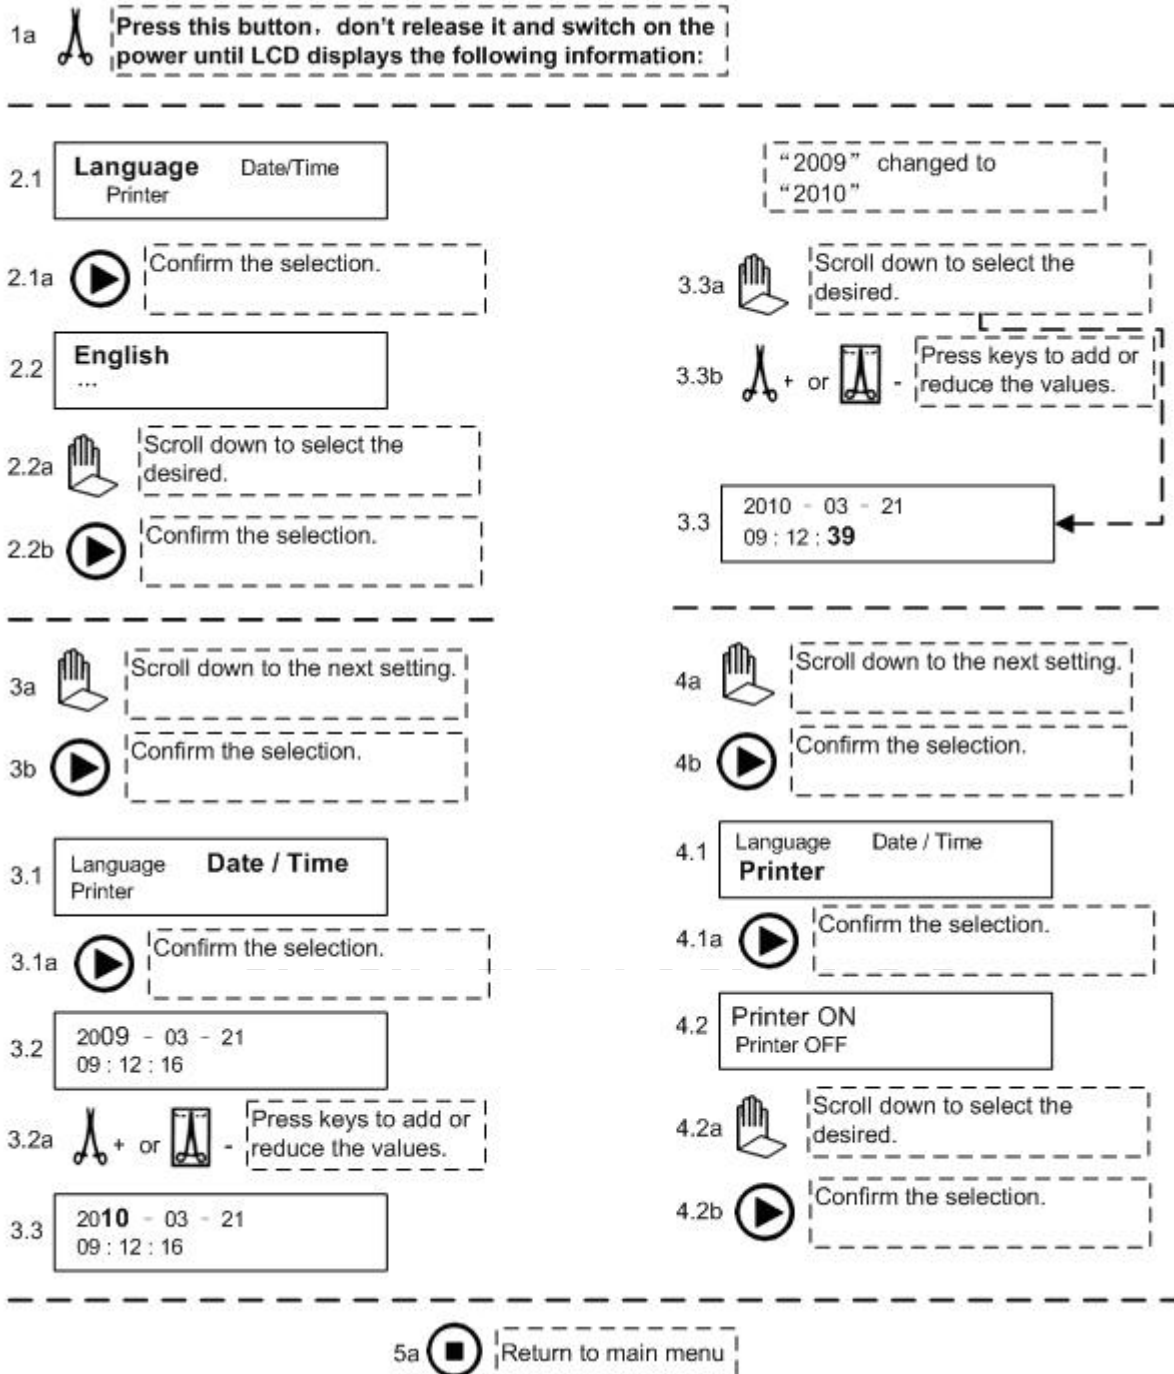 1a
Press this button, don't release it and switch on the
power until LCD displays the following information:
2.1
Language Date/Time
Printer
2.1a
Confirm the selection.
2.2
English
...
2.2a
Scroll down to select the
desired.
2.2b
Confirm the selection.
3a
Scroll down to the next setting.
3b
Confirm the selection.
3.1
Language Date / Time
Printer
3.1a
Confirm the selection.
3.2
2009 - 03 - 21
09 : 12 : 16
3.2a
+ or -
Press keys to add or
reduce the values.
3.3
2010 - 03 - 21
09 : 12 : 16
"2009" changed to
"2010"
3.3a
Scroll down to select the
desired.
3.3b
+ or -
Press keys to add or
reduce the values.
3.3
2010 - 03 - 21
09 : 12 : 39
4a
Scroll down to the next setting.
4b
Confirm the selection.
4.1
Language Date / Time
Printer
4.1a
Confirm the selection.
4.2
Printer ON
Printer OFF
4.2a
Scroll down to select the
desired.
4.2b
Confirm the selection.
5a
Return to main menu